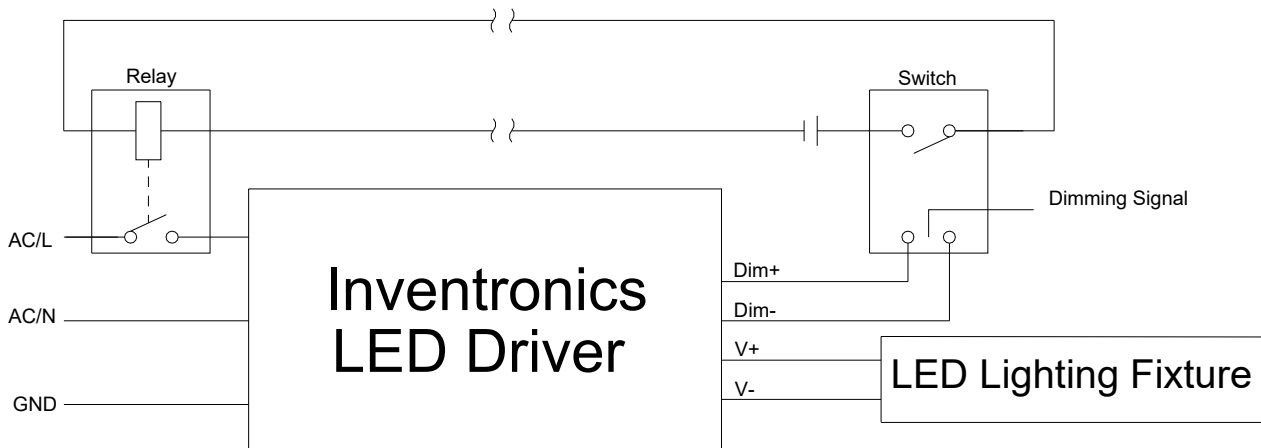 Relay
Switch
Dimming Signal
AC/L
Dim+
Inventronics
LED Driver
Dim-
AC/N
V+
LED Lighting Fixture
V-
GND